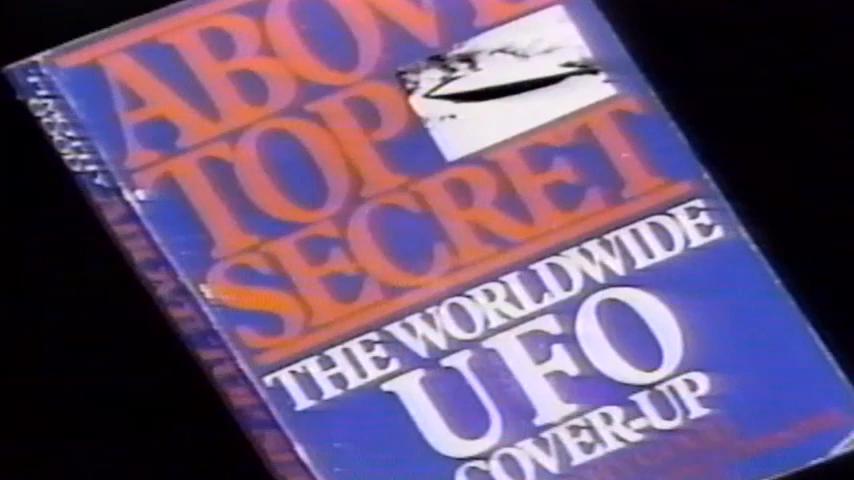 ABOVE
TOP
SECRET
THE WORLDWIDE
UFO
COVER-UP